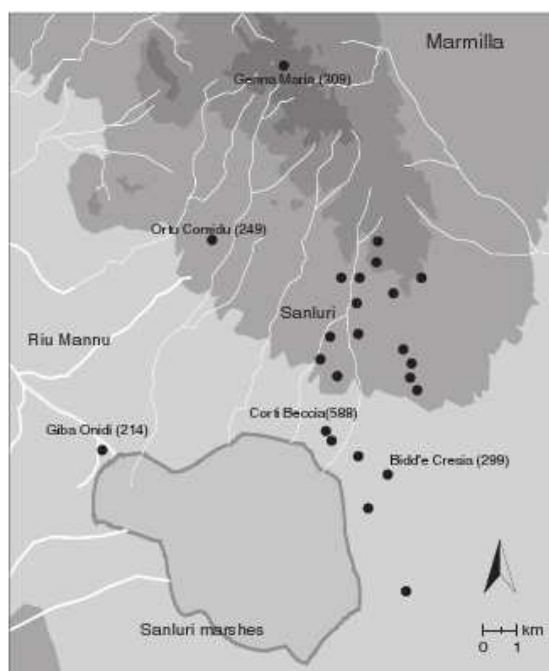 Marmilla
Genna Maria (309)
Ortu Comidu (249)
Sanluri
Riu Mannu
Corti Beccia(588)
Giba Onidi (214)
Bidd'e Cresia (299)
Sanluri marshes
km
0 1